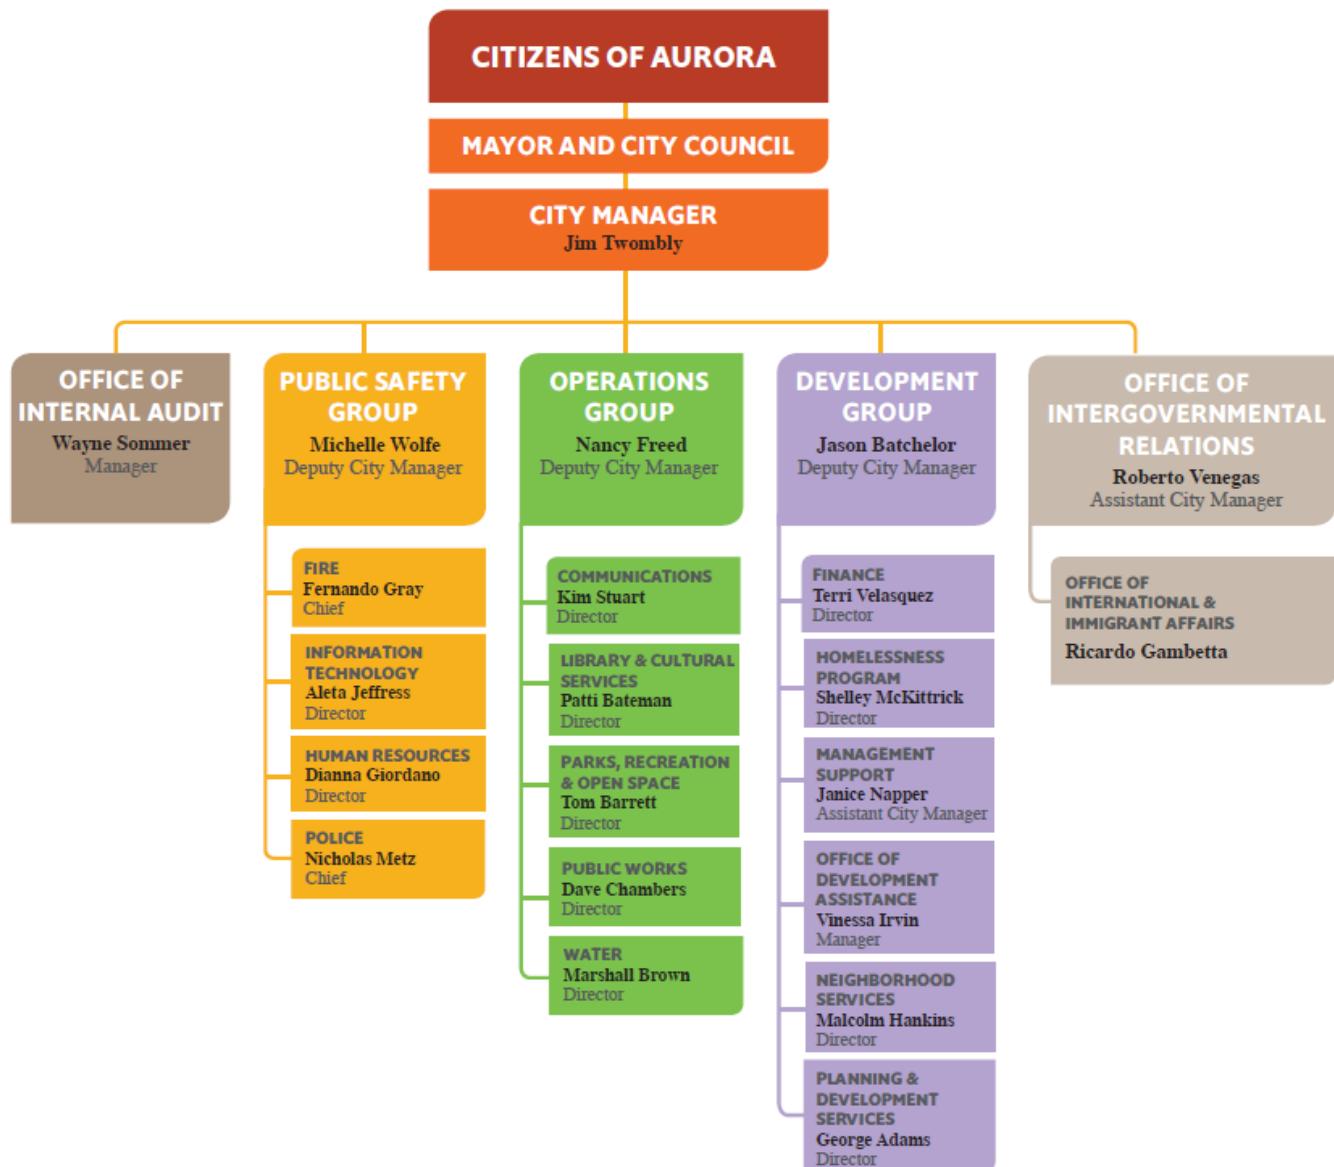 CITIZENS OF AURORA
MAYOR AND CITY COUNCIL
CITY MANAGER
Jim Twombly
OFFICE OF
INTERNAL AUDIT
Wayne Sommer
Manager
PUBLIC SAFETY
GROUP
Michelle Wolfe
Deputy City Manager
FIRE
Fernando Gray
Chief
INFORMATION
TECHNOLOGY
Aleta Jeffress
Director
HUMAN RESOURCES
Dianna Giordano
Director
POLICE
Nicholas Metz
Chief
OPERATIONS
GROUP
Nancy Freed
Deputy City Manager
COMMUNICATIONS
Kim Stuart
Director
LIBRARY & CULTURAL
SERVICES
Patti Bateman
Director
PARKS, RECREATION
& OPEN SPACE
Tom Barrett
Director
PUBLIC WORKS
Dave Chambers
Director
WATER
Marshall Brown
Director
DEVELOPMENT
GROUP
Jason Batchelor
Deputy City Manager
FINANCE
Terri Velasquez
Director
HOMELESSNESS
PROGRAM
Shelley McKittrick
Director
MANAGEMENT
SUPPORT
Janice Napper
Assistant City Manager
OFFICE OF
DEVELOPMENT
ASSISTANCE
Vinessa Irvin
Manager
NEIGHBORHOOD
SERVICES
Malcolm Hankins
Director
PLANNING &
DEVELOPMENT
SERVICES
George Adams
Director
OFFICE OF
INTERGOVERNMENTAL
RELATIONS
Roberto Venegas
Assistant City Manager
OFFICE OF
INTERNATIONAL &
IMMIGRANT AFFAIRS
Ricardo Gambetta